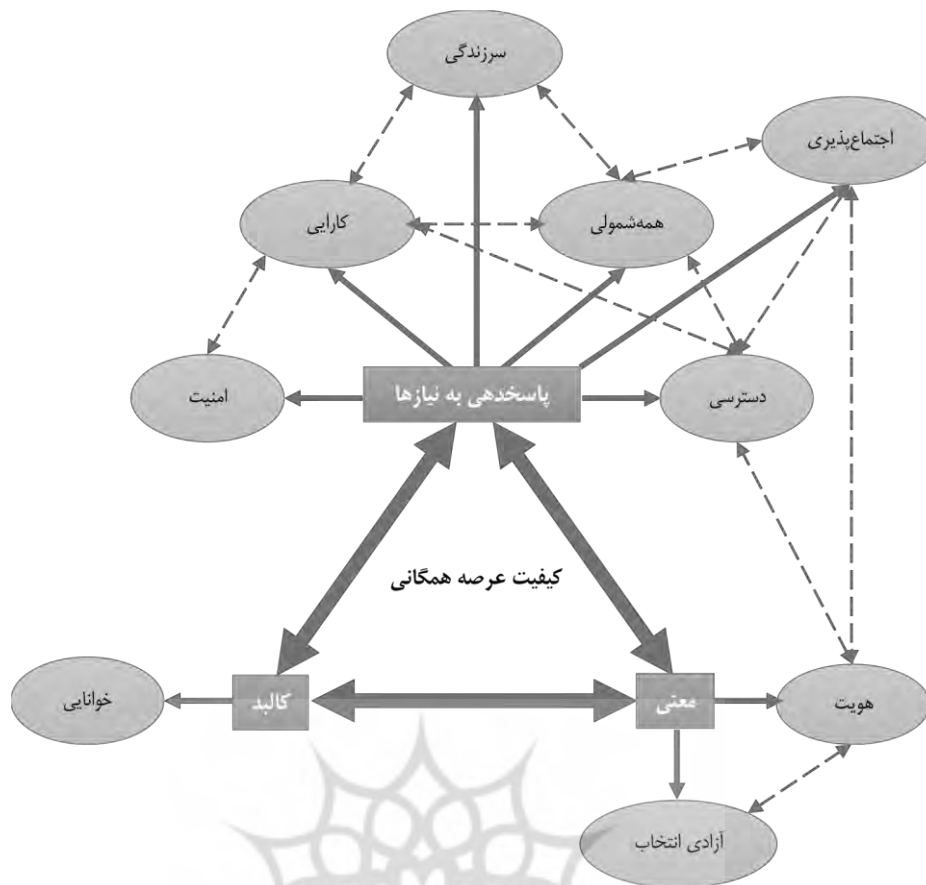 سرزندگی
اجتماع‌پذیری
کارآیی
همه‌شمولی
امنیت
پاسخدهی به نیازها
دسترسی
کیفیت عرصه همگانی
خوانایی
کالبد
معنی
هویت
آزادی انتخاب